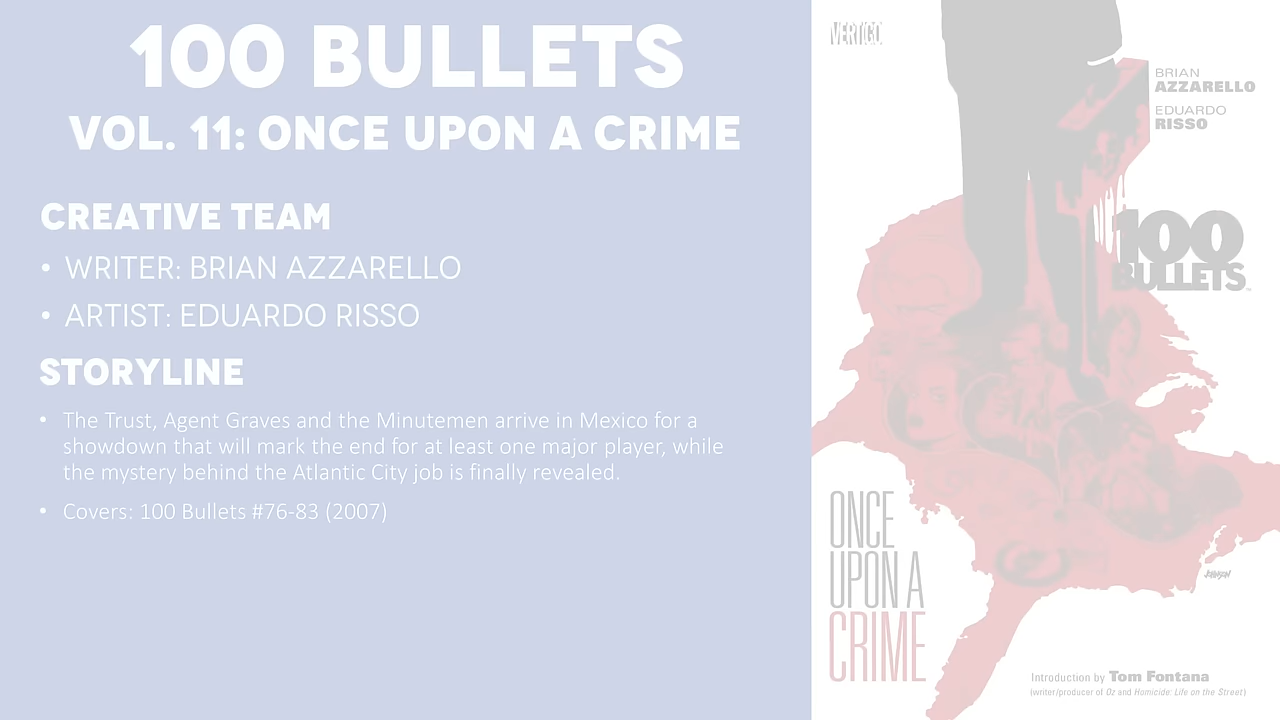 100 BULLETS
VOL. 11: ONCE UPON A CRIME
CREATIVE TEAM
• WRITER: BRIAN AZZARELLO
• ARTIST: EDUARDO RISSO
STORYLINE
• The Trust, Agent Graves and the Minutemen arrive in Mexico for a
showdown that will mark the end for at least one major player, while
the mystery behind the Atlantic City job is finally revealed.
• Covers: 100 Bullets #76-83 (2007)
VERTIGO
BRIAN
AZZARELLO
EDUARDO
RISSO
100
BULLETS™
ONCE
UPON A
CRIME
JOHNSON
Introduction by Tom Fontana
(writer/producer of Oz and Homicide: Life on the Street)